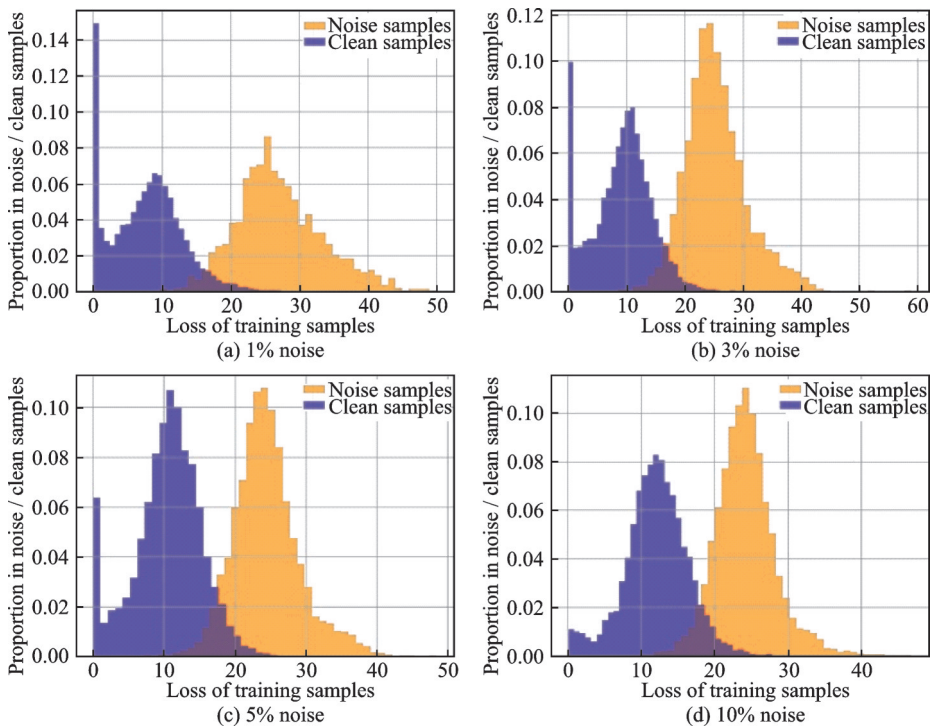 Proportion in noise / clean samples
0.14
0.12
0.10
0.08
0.06
0.04
0.02
0.00
Noise samples
Clean samples
0 10 20 30 40 50
Loss of training samples
(a) 1% noise
Proportion in noise / clean samples
0.12
0.10
0.08
0.06
0.04
0.02
0.00
Noise samples
Clean samples
0 10 20 30 40 50 60
Loss of training samples
(b) 3% noise
Proportion in noise / clean samples
0.10
0.08
0.06
0.04
0.02
0.00
Noise samples
Clean samples
0 10 20 30 40 50
Loss of training samples
(c) 5% noise
Proportion in noise / clean samples
0.10
0.08
0.06
0.04
0.02
0.00
Noise samples
Clean samples
0 10 20 30 40
Loss of training samples
(d) 10% noise